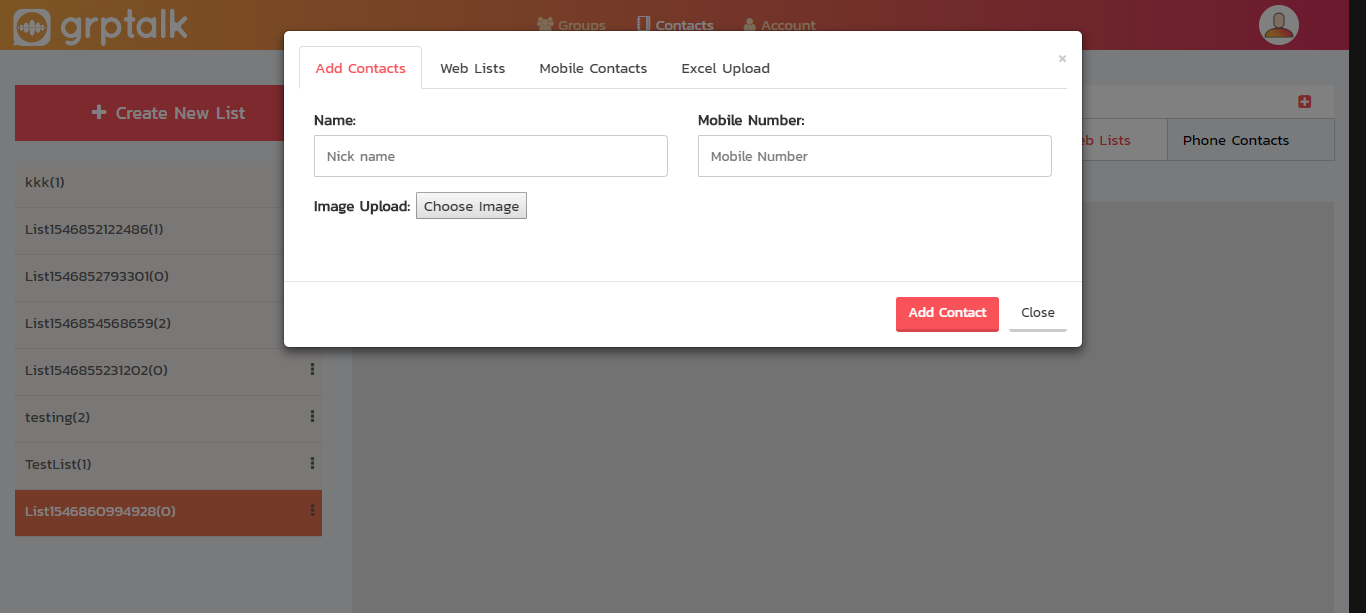 grptalk
Groups
Contacts
Account
Create New List
kkk(1)
List1546852122486(1)
List1546852793301(0)
List1546854568659(2)
List1546855231202(0)
testing(2)
TestList(1)
List1546860994928(0)
Add Contacts
Web Lists
Mobile Contacts
Excel Upload
×
Name:
Mobile Number:
Nick name
Mobile Number
Image Upload: Choose Image
Add Contact
Close
eb Lists
Phone Contacts